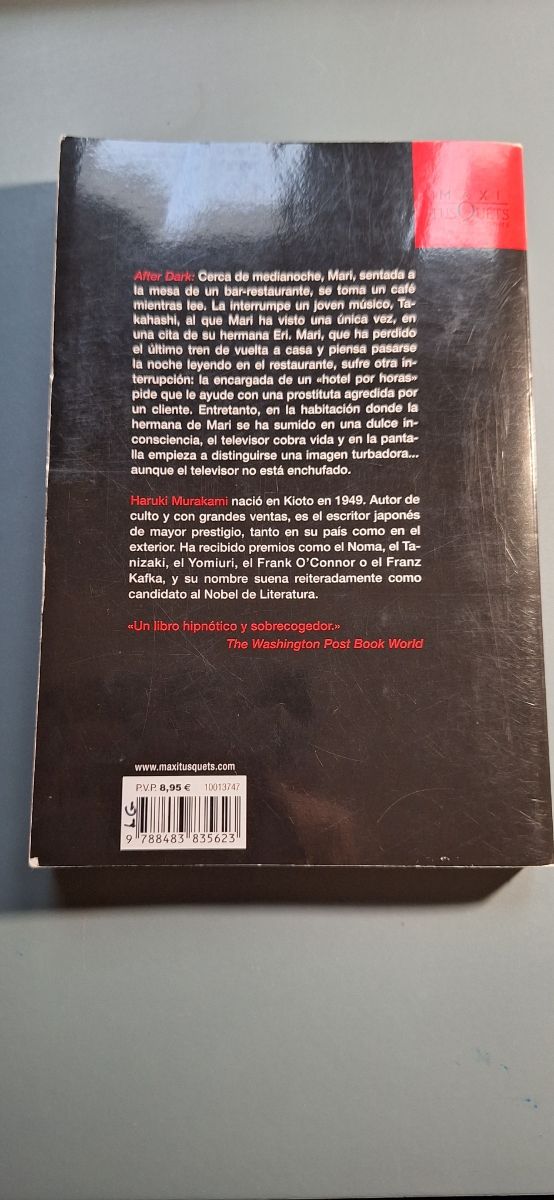 MAXI
TUSQUETS
After Dark: Cerca de medianoche, Mari, sentada a
la mesa de un bar-restaurante, se toma un café
mientras lee. La interrumpe un joven músico, Ta-
kahashi, al que Mari ha visto una única vez, en
una cita de su hermana Eri. Mari, que ha perdido
el último tren de vuelta a casa y piensa pasarse
la noche leyendo en el restaurante, sufre otra in-
terrupción: la encargada de un «hotel por horas»
pide que le ayude con una prostituta agredida por
un cliente. Entretanto, en la habitación donde la
hermana de Mari se ha sumido en una dulce in-
consciencia, el televisor cobra vida y en la panta-
lla empieza a distinguirse una imagen turbadora...
aunque el televisor no está enchufado.
Haruki Murakami nació en Kioto en 1949. Autor de
culto y con grandes ventas, es el escritor japonés
de mayor prestigio, tanto en su país como en el
exterior. Ha recibido premios como el Noma, el Ta-
nizaki, el Yomiuri, el Frank O'Connor o el Franz
Kafka, y su nombre suena reiteradamente como
candidato al Nobel de Literatura.
«Un libro hipnótico y sobrecogedor.»
The Washington Post Book World
www.maxitusquets.com
P.V.P. 8,95 € 10013747
9 788483 835623